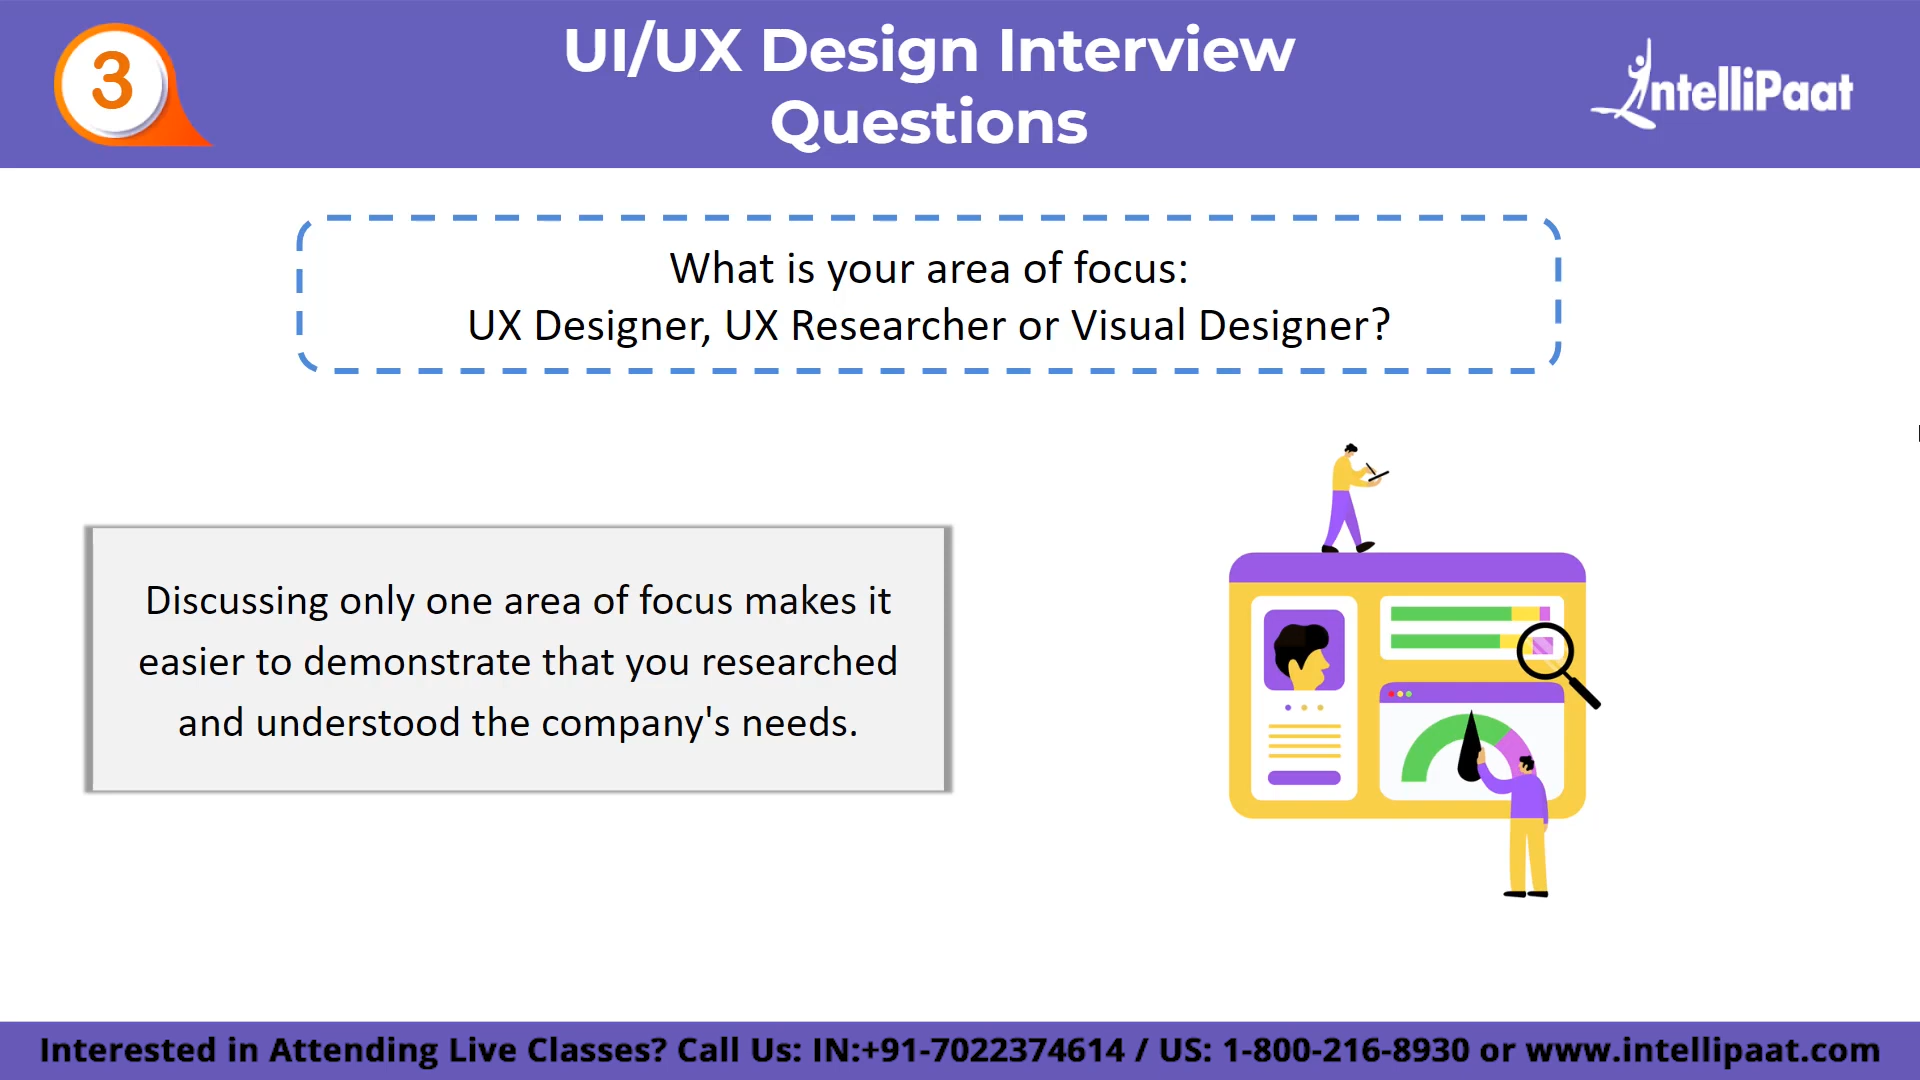 3
UI/UX Design Interview
Questions
IntelliPaat
What is your area of focus:
UX Designer, UX Researcher or Visual Designer?
Discussing only one area of focus makes it
easier to demonstrate that you researched
and understood the company's needs.
Interested in Attending Live Classes? Call Us: IN:+91-7022374614 / US: 1-800-216-8930 or www.intellipaat.com